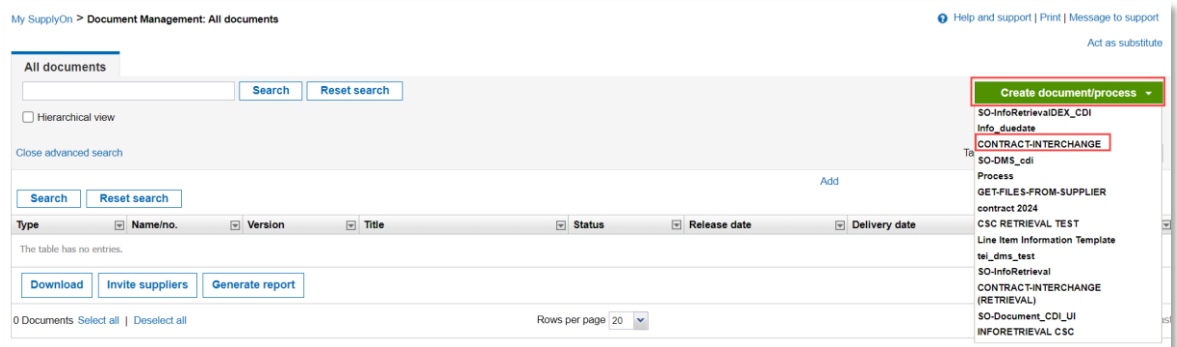 My SupplyOn > Document Management: All documents
Help and support | Print | Message to support
Act as substitute
All documents
Search Reset search
Create document/process
Hierarchical view
Close advanced search
Add
Search Reset search
Type Name/no. Version Title Status Release date Delivery date
The table has no entries.
Download Invite suppliers Generate report
0 Documents Select all | Deselect all
Rows per page 20
SO-InfoRetrievalDEX_CDI
Info_duedate
CONTRACT-INTERCHANGE
SO-DMS_cdi
Process
GET-FILES-FROM-SUPPLIER
contract 2024
CSC RETRIEVAL TEST
Line Item Information Template
tei_dms_test
SO-InfoRetrieval
CONTRACT-INTERCHANGE
(RETRIEVAL)
SO-Document_CDI_UI
INFORETRIEVAL CSC